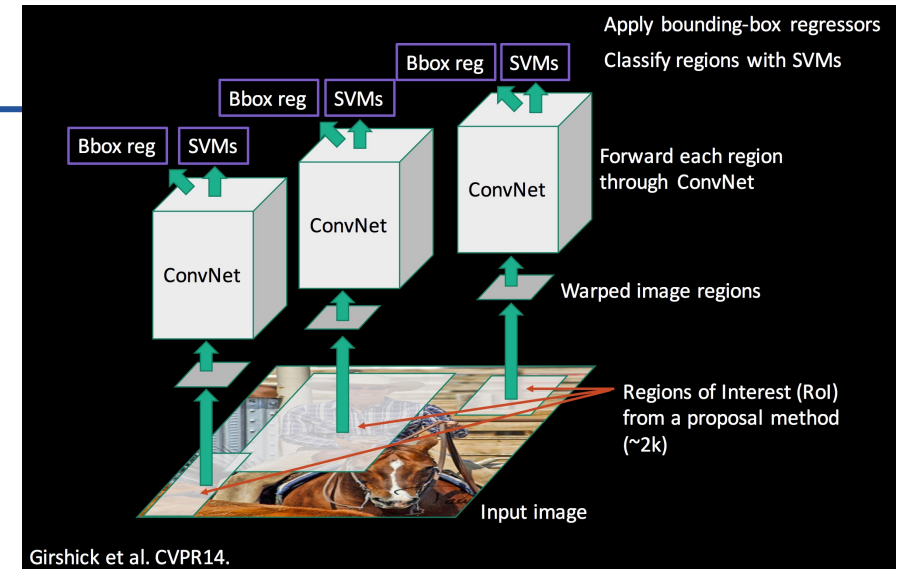 Apply bounding-box regressors
Bbox reg
SVMs
Classify regions with SVMs
Bbox reg
SVMs
Bbox reg
SVMs
Forward each region
through ConvNet
ConvNet
ConvNet
ConvNet
Warped image regions
Regions of Interest (RoI)
from a proposal method
(~2k)
Input image
Girshick et al. CVPR14.